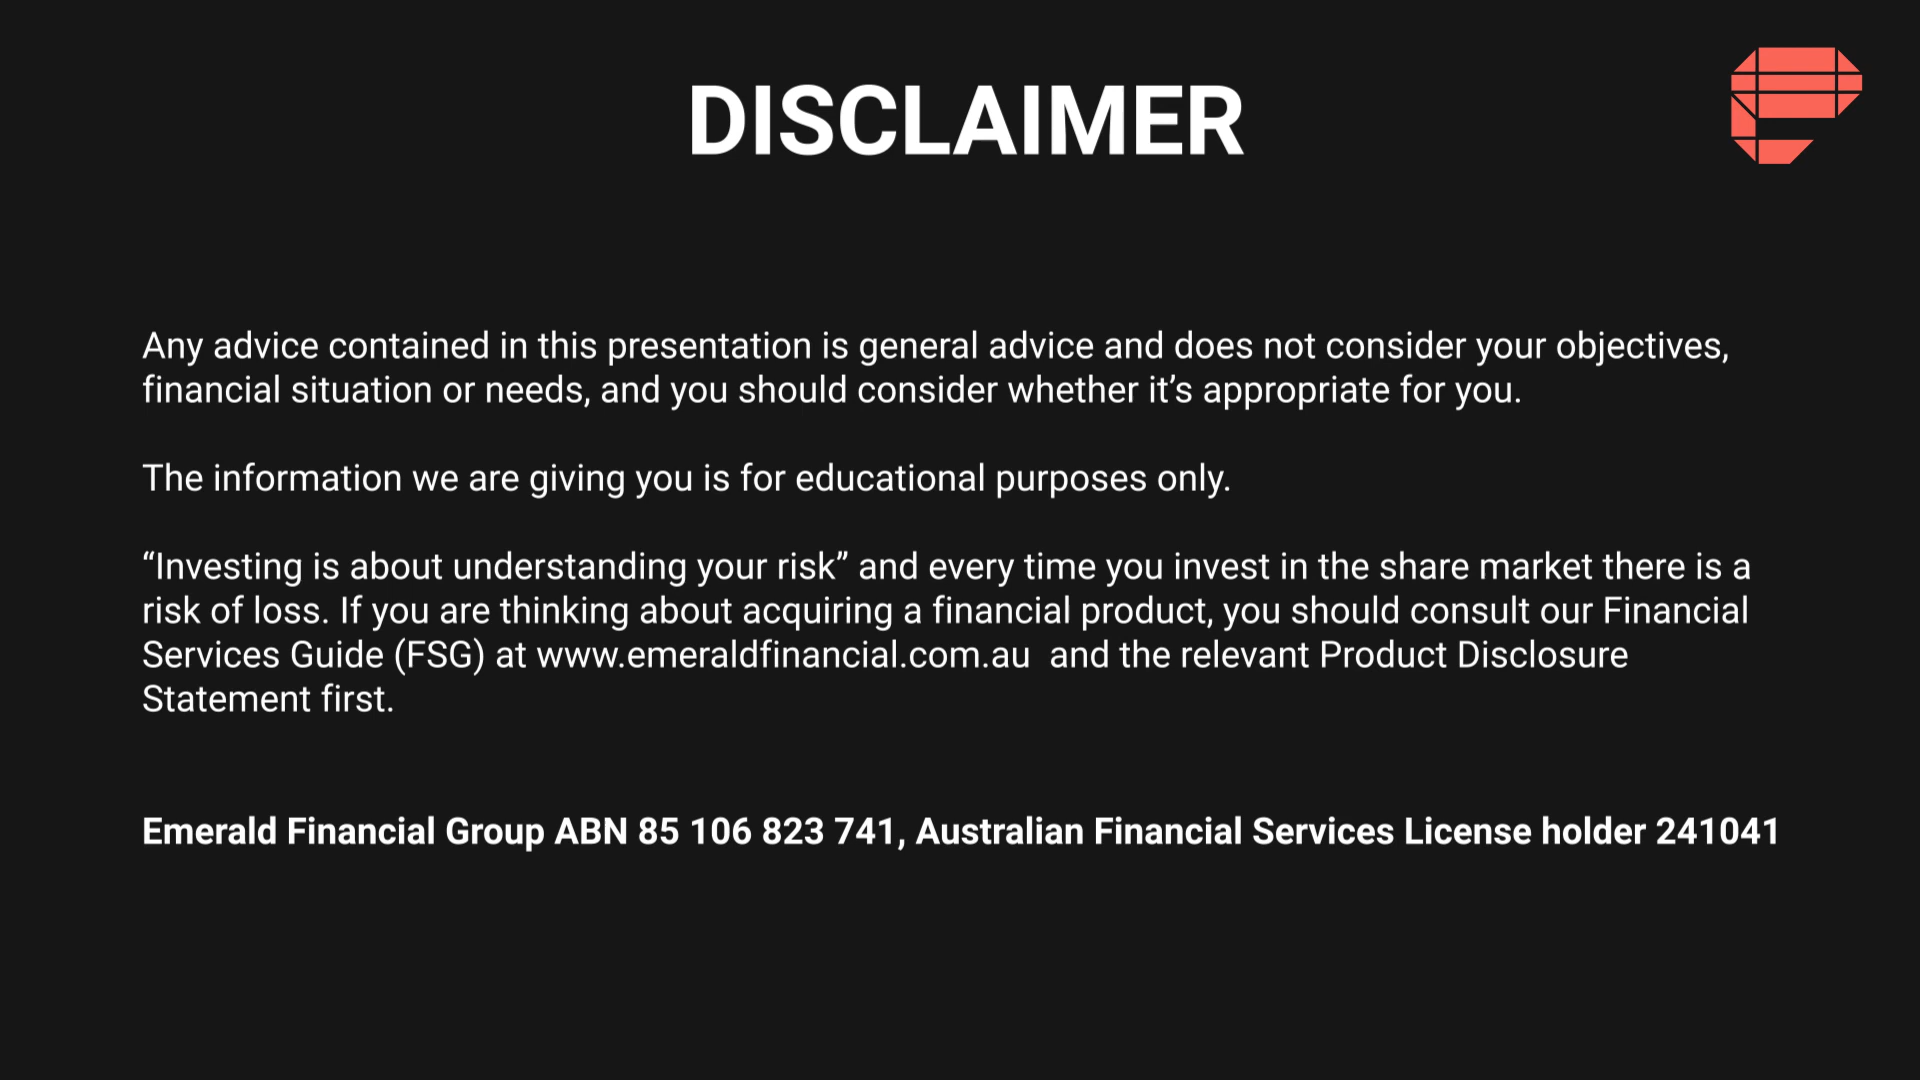 DISCLAIMER
Any advice contained in this presentation is general advice and does not consider your objectives,
financial situation or needs, and you should consider whether it’s appropriate for you.
The information we are giving you is for educational purposes only.
“Investing is about understanding your risk” and every time you invest in the share market there is a
risk of loss. If you are thinking about acquiring a financial product, you should consult our Financial
Services Guide (FSG) at www.emeraldfinancial.com.au  and the relevant Product Disclosure
Statement first.
Emerald Financial Group ABN 85 106 823 741, Australian Financial Services License holder 241041